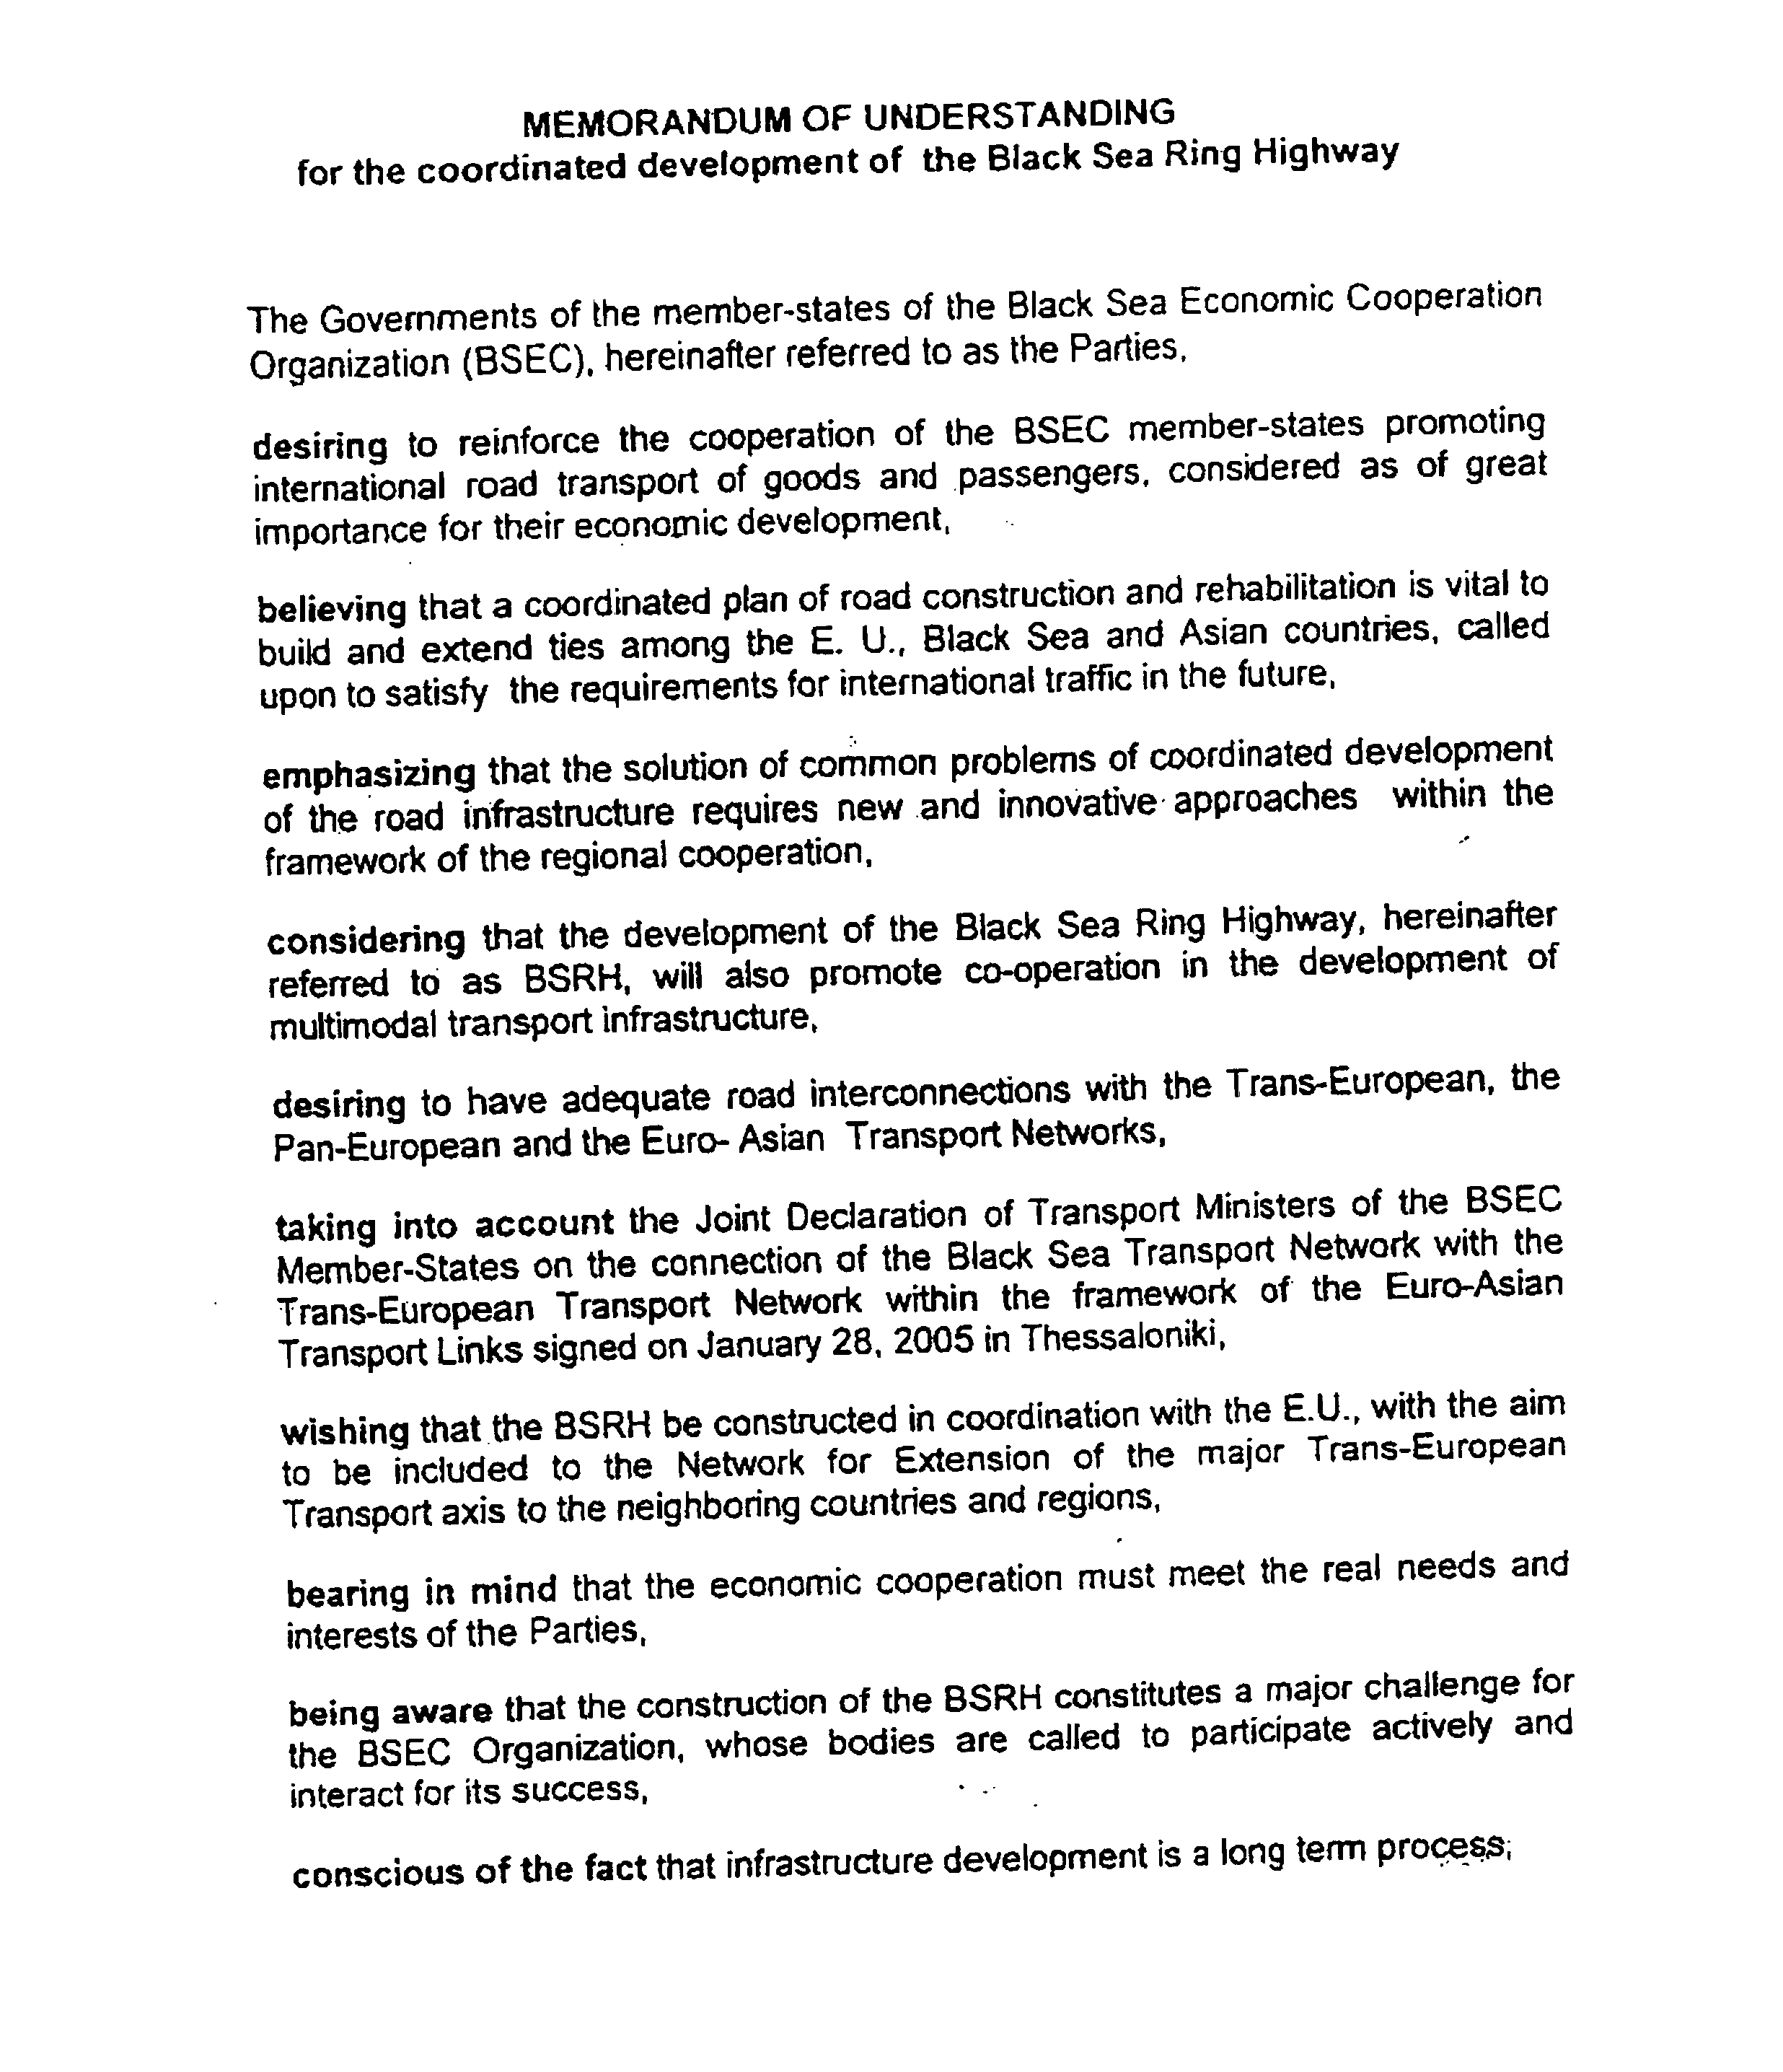 MEMORANDUM OF UNDERSTANDING
for the coordinated development of the Black Sea Ring Highway
The Governments of the member-states of the Black Sea Economic Cooperation
Organization (BSEC), hereinafter referred to as the Parties,
desiring to reinforce the cooperation of the BSEC member-states promoting
international road transport of goods and passengers, considered as of great
importance for their economic development,
believing that a coordinated plan of road construction and rehabilitation is vital to
build and extend ties among the E. U., Black Sea and Asian countries, called
upon to satisfy the requirements for international traffic in the future,
emphasizing that the solution of common problems of coordinated development
of the road infrastructure requires new and innovative approaches within the
framework of the regional cooperation,
considering that the development of the Black Sea Ring Highway, hereinafter
referred to as BSRH, will also promote co-operation in the development of
multimodal transport infrastructure,
desiring to have adequate road interconnections with the Trans-European, the
Pan-European and the Euro- Asian Transport Networks,
taking into account the Joint Declaration of Transport Ministers of the BSEC
Member-States on the connection of the Black Sea Transport Network with the
Trans-European Transport Network within the framework of the Euro-Asian
Transport Links signed on January 28, 2005 in Thessaloniki,
wishing that the BSRH be constructed in coordination with the E.U., with the aim
to be included to the Network for Extension of the major Trans-European
Transport axis to the neighboring countries and regions,
bearing in mind that the economic cooperation must meet the real needs and
interests of the Parties,
being aware that the construction of the BSRH constitutes a major challenge for
the BSEC Organization, whose bodies are called to participate actively and
interact for its success,
conscious of the fact that infrastructure development is a long term process;